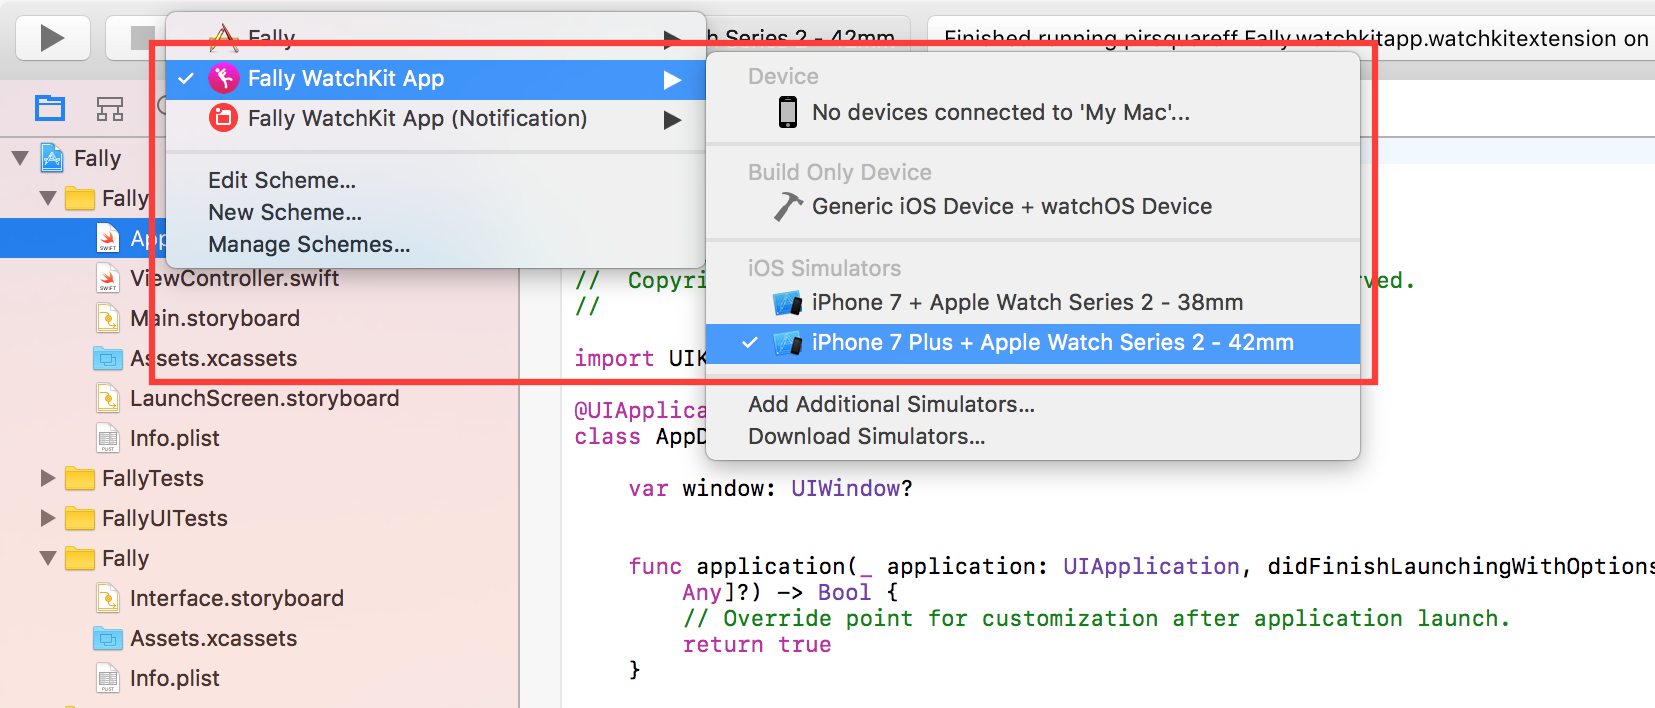 Fally
h Series 2 - 42mm
Finished running pirsquareff.Fally.watchkitapp.watchkitextension on
Fally WatchKit App
Fally WatchKit App (Notification)
Edit Scheme...
New Scheme...
Manage Schemes...
Device
No devices connected to 'My Mac'...
Build Only Device
Generic iOS Device + watchOS Device
iOS Simulators
iPhone 7 + Apple Watch Series 2 - 38mm
iPhone 7 Plus + Apple Watch Series 2 - 42mm
Add Additional Simulators...
Download Simulators...
Fally
Fally
App
ViewController.swift
Main.storyboard
Assets.xcassets
LaunchScreen.storyboard
Info.plist
FallyTests
FallyUITests
Fally
Interface.storyboard
Assets.xcassets
Info.plist
// Copyri ved.
//
import UIK
@UIApplica
class AppD
var window: UIWindow?
func application(_ application: UIApplication, didFinishLaunchingWithOptions
Any]?) -> Bool {
// Override point for customization after application launch.
return true
}